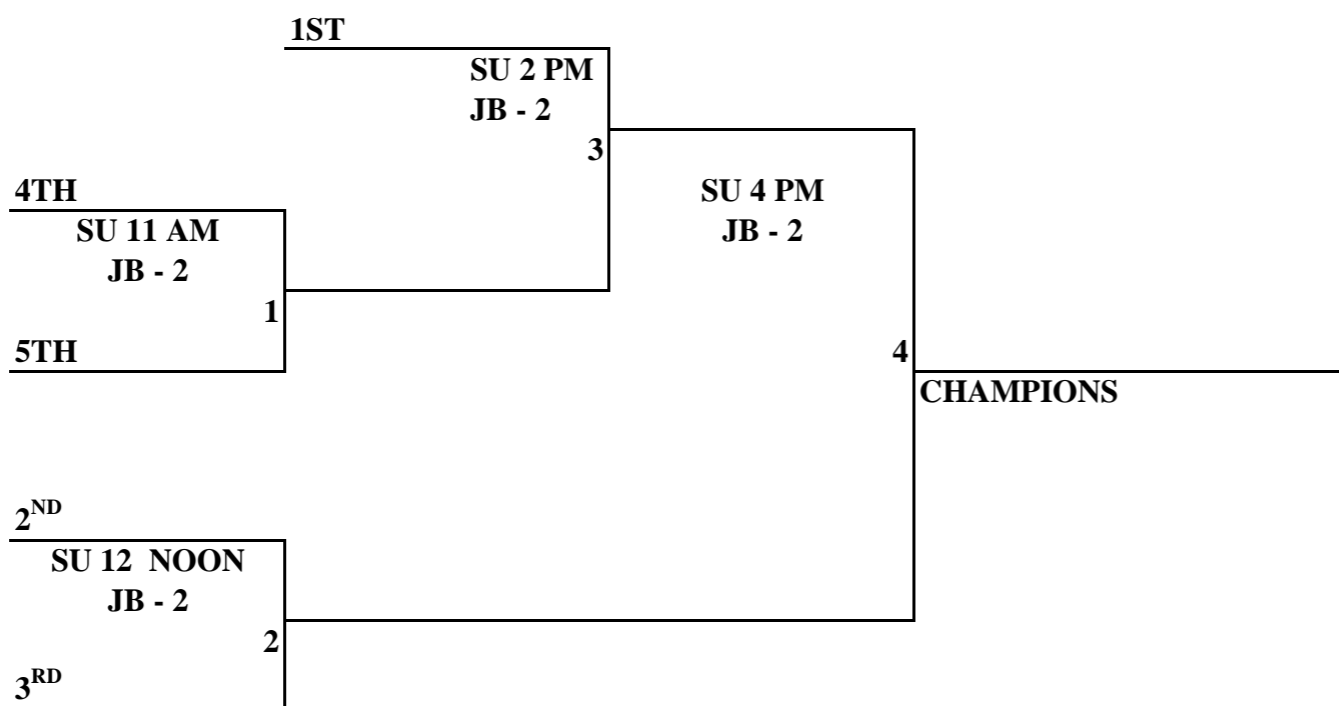 1ST
SU 2 PM
JB - 2
3
4TH
SU 4 PM
JB - 2
SU 11 AM
JB - 2
1
5TH
4
CHAMPIONS
2ND
SU 12  NOON
JB - 2
2
3RD